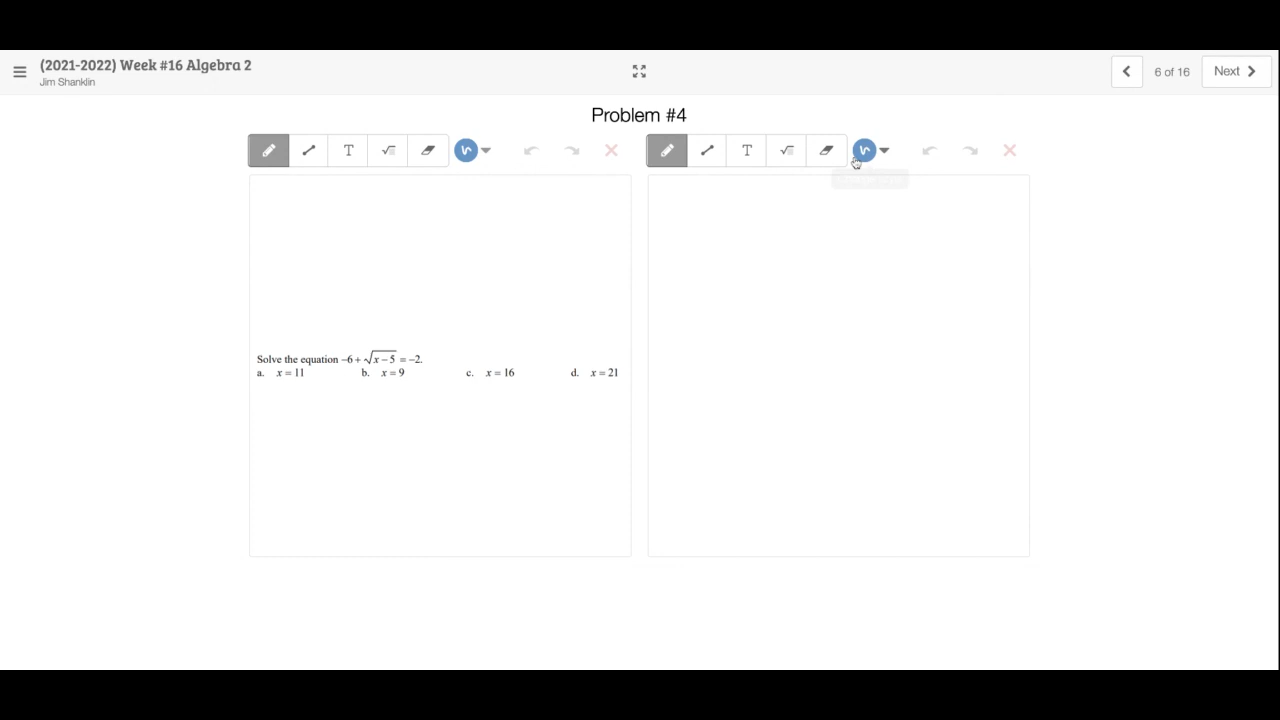 (2021-2022) Week #16 Algebra 2
Jim Shanklin
6 of 16
Next
Problem #4
T
T
Solve the equation −6 + √x − 5 = −2.
a. x = 11 b. x = 9 c. x = 16 d. x = 21